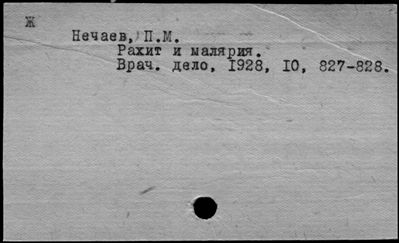 Ж
Нечаев, П.М.
Рахит и малярия.
Врач. дело, 1928, 10, 827-828.